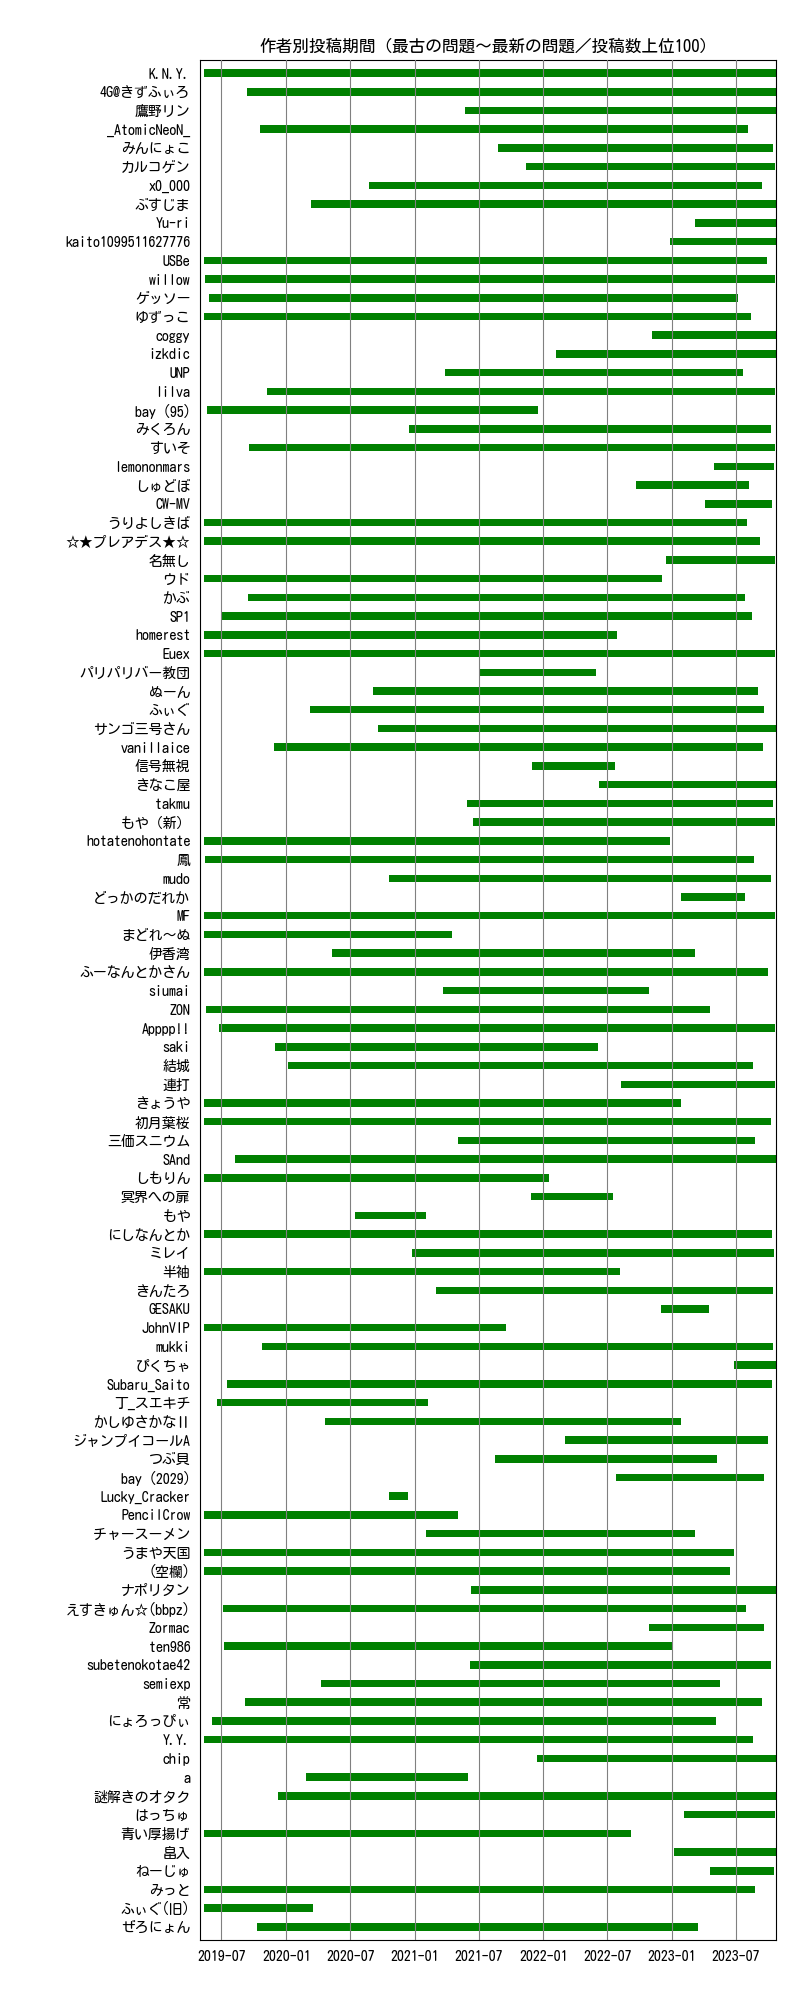 作者別投稿期間（最古の問題～最新の問題／投稿数上位100）
K.N.Y.
4G@きずふぃろ
鷹野リン
_AtomicNeoN_
みんにょこ
カルコゲン
x0_000
ぶすじま
Yu-ri
kaito1099511627776
USBe
willow
ゲッソー
ゆずっこ
coggy
izkdic
UNP
lilva
bay (95)
みくろん
すいそ
lemononmars
しゅどぼ
CW-MV
うりよしきば
☆★プレアデス★☆
名無し
ウド
かぶ
SP1
homerest
Euex
パリパリバー教団
ぬーん
ふぃぐ
サンゴ三号さん
vanillaice
信号無視
きなこ屋
takmu
もや（新）
hotatenohontate
鳳
mudo
どっかのだれか
MF
まどれ～ぬ
伊香湾
ふーなんとかさん
siumai
ZON
Appppll
saki
結城
連打
きょうや
初月葉桜
三価スニウム
SAnd
しもりん
冥界への扉
もや
にしなんとか
ミレイ
半袖
きんたろ
GESAKU
JohnVIP
mukki
ぴくちゃ
Subaru_Saito
丁_スエキチ
かしゆさかなⅡ
ジャンプイコールA
つぶ貝
bay (2029)
Lucky_Cracker
PencilCrow
チャースーメン
うまや天国
(空欄)
ナポリタン
えすきゅん☆(bbpz)
Zormac
ten986
subetenokotae42
semiexp
常
にょろっぴぃ
Y.Y.
chip
a
謎解きのオタク
はっちゅ
青い厚揚げ
畠入
ねーじゅ
みっと
ふぃぐ(旧)
ぜろにょん
2019-07 2020-01 2020-07 2021-01 2021-07 2022-01 2022-07 2023-01 2023-07